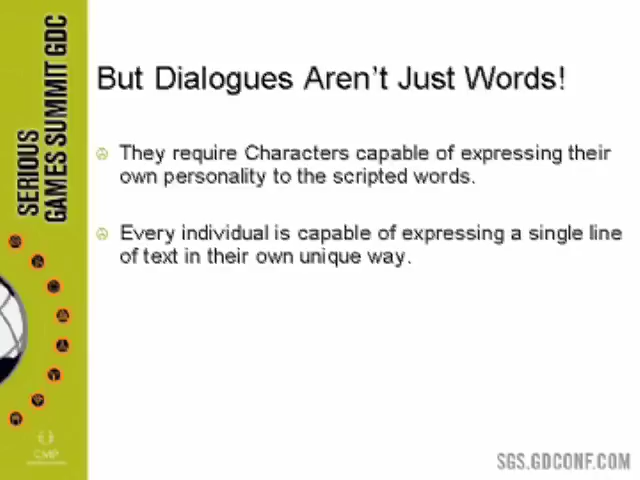 SERIOUS
GAMES SUMMIT GDC
But Dialogues Aren't Just Words!
They require Characters capable of expressing their
own personality to the scripted words.
Every individual is capable of expressing a single line
of text in their own unique way.
CMP
SGS.GDCONF.COM